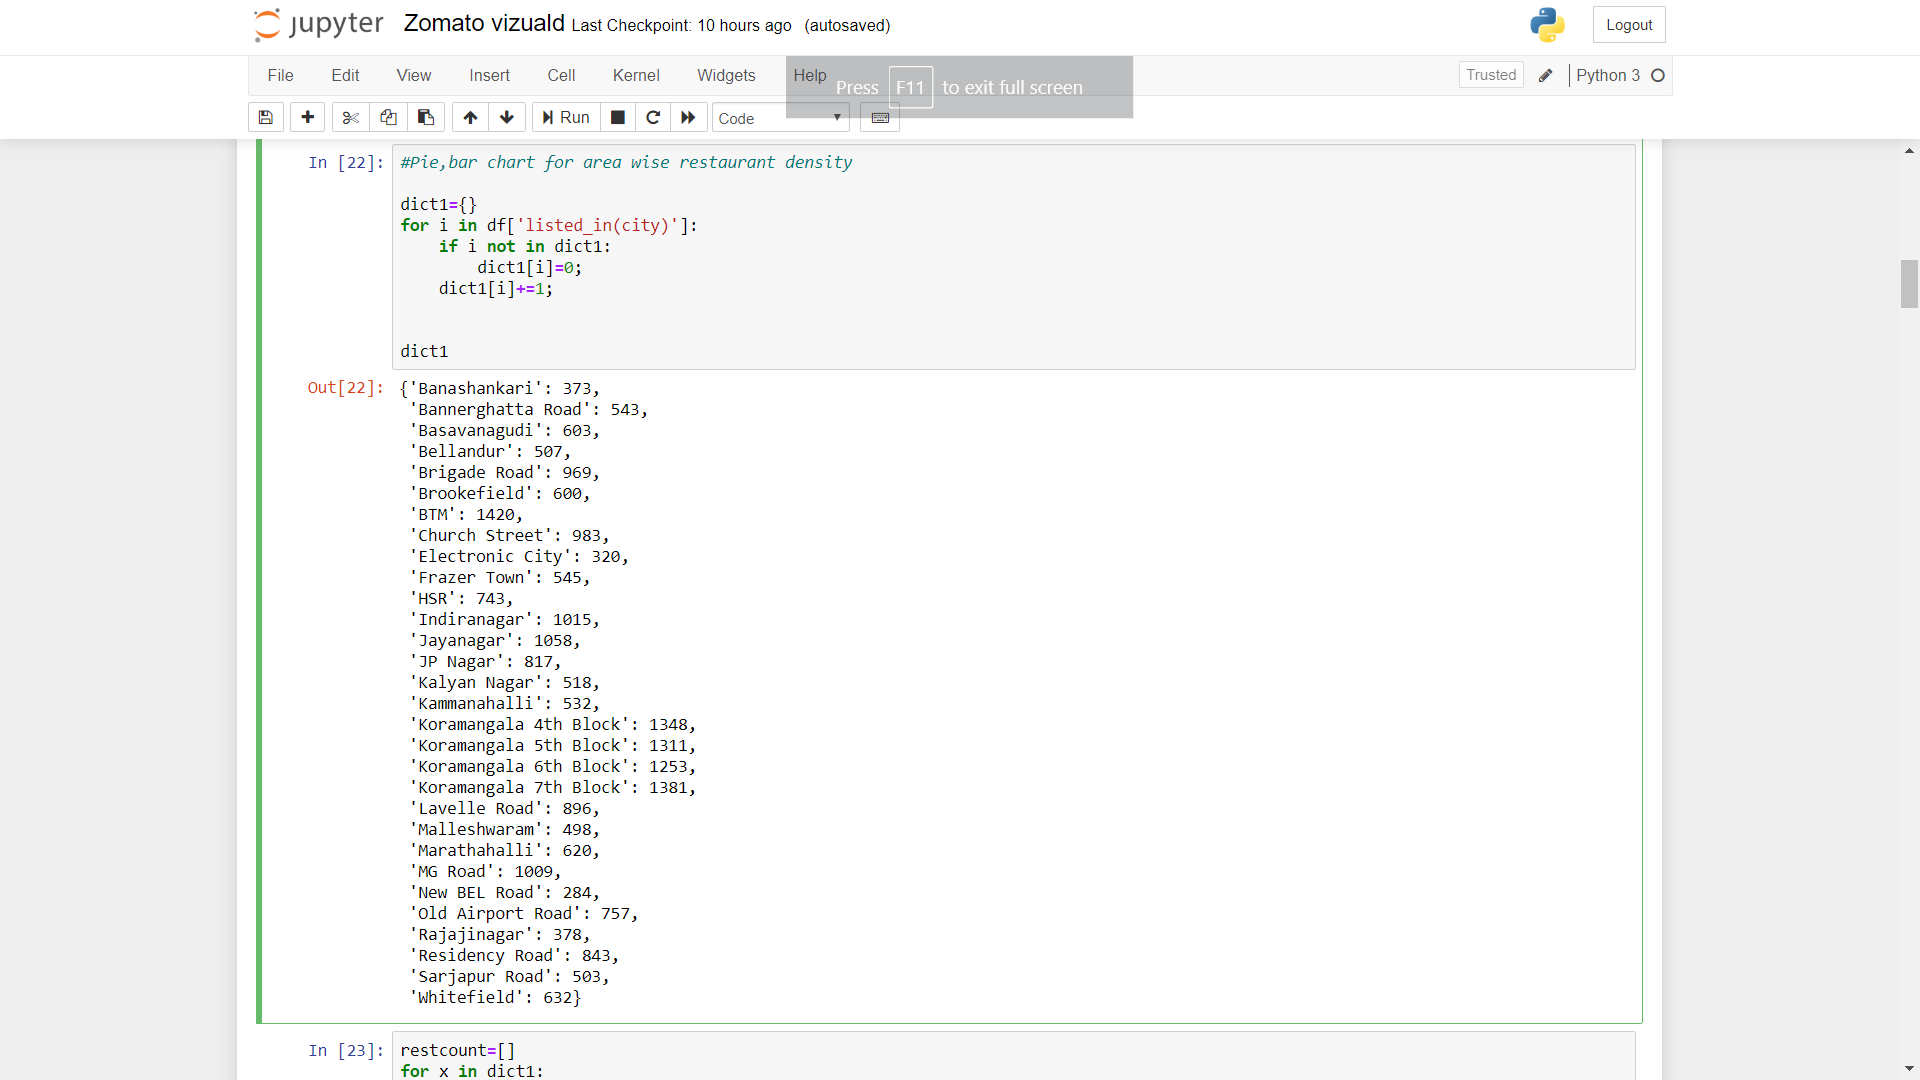 jupyter Zomato vizuald Last Checkpoint: 10 hours ago (autosaved) Logout
File Edit View Insert Cell Kernel Widgets Help Trusted Python 3
Press F11 to exit full screen
Run Code
In [22]: #Pie,bar chart for area wise restaurant density
dict1={}
for i in df['listed_in(city)']:
    if i not in dict1:
        dict1[i]=0;
    dict1[i]+=1;
dict1
Out[22]: {'Banashankari': 373,
 'Bannerghatta Road': 543,
 'Basavanagudi': 603,
 'Bellandur': 507,
 'Brigade Road': 969,
 'Brookefield': 600,
 'BTM': 1420,
 'Church Street': 983,
 'Electronic City': 320,
 'Frazer Town': 545,
 'HSR': 743,
 'Indiranagar': 1015,
 'Jayanagar': 1058,
 'JP Nagar': 817,
 'Kalyan Nagar': 518,
 'Kammanahalli': 532,
 'Koramangala 4th Block': 1348,
 'Koramangala 5th Block': 1311,
 'Koramangala 6th Block': 1253,
 'Koramangala 7th Block': 1381,
 'Lavelle Road': 896,
 'Malleshwaram': 498,
 'Marathahalli': 620,
 'MG Road': 1009,
 'New BEL Road': 284,
 'Old Airport Road': 757,
 'Rajajinagar': 378,
 'Residency Road': 843,
 'Sarjapur Road': 503,
 'Whitefield': 632}
In [23]: restcount=[]
for x in dict1: